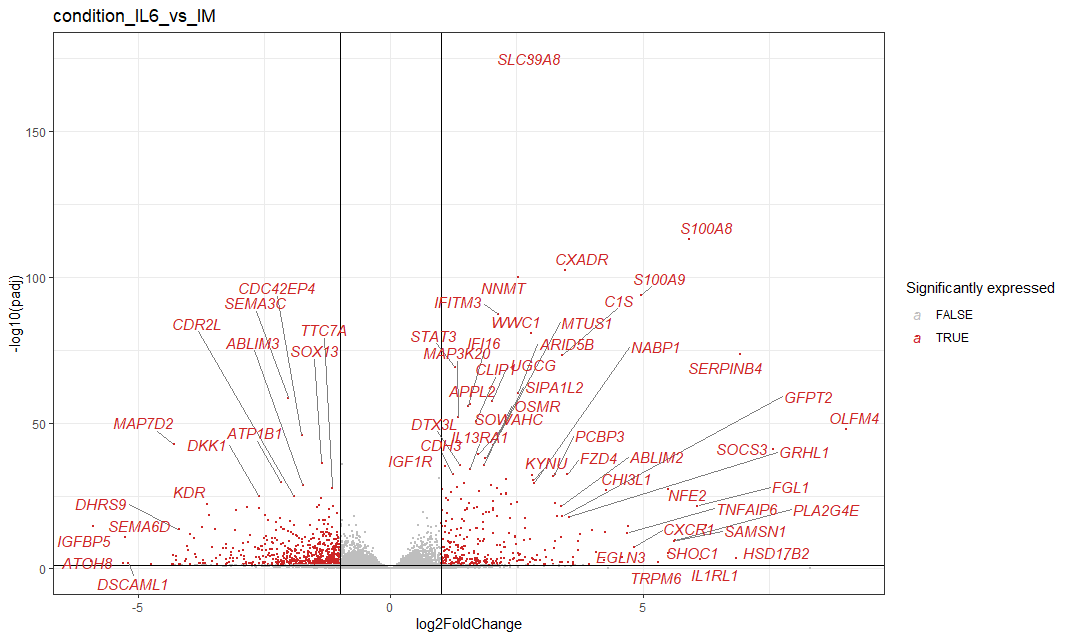 condition_IL6_vs_IM
SLC39A8
150
S100A8
CXADR
100
S100A9
NNMT
CDC42EP4
IFITM3
C1S
SEMA3C
CDR2L
WWC1
MTUS1
TTC7A
STAT3
ABLIM3
IFI16
ARID5B
NABP1
SOX13
MAP3K20
CLIP1
UGCG
SERPINB4
APPL2
SIPA1L2
GFPT2
OSMR
50
MAP7D2
DTX3L
SOWAHC
OLFM4
ATP1B1
IL13RA1
PCBP3
DKK1
CDH3
SOCS3
GRHL1
IGF1R
KYNU
FZD4
ABLIM2
CHI3L1
KDR
NFE2
FGL1
DHRS9
TNFAIP6
PLA2G4E
SEMA6D
CXCR1
SAMSN1
IGFBP5
EGLN3
SHOC1
HSD17B2
ATOH8
0
TRPM6
IL1RL1
DSCAML1
-5
0
5
log2FoldChange
-log10(padj)
Significantly expressed
a FALSE
a TRUE